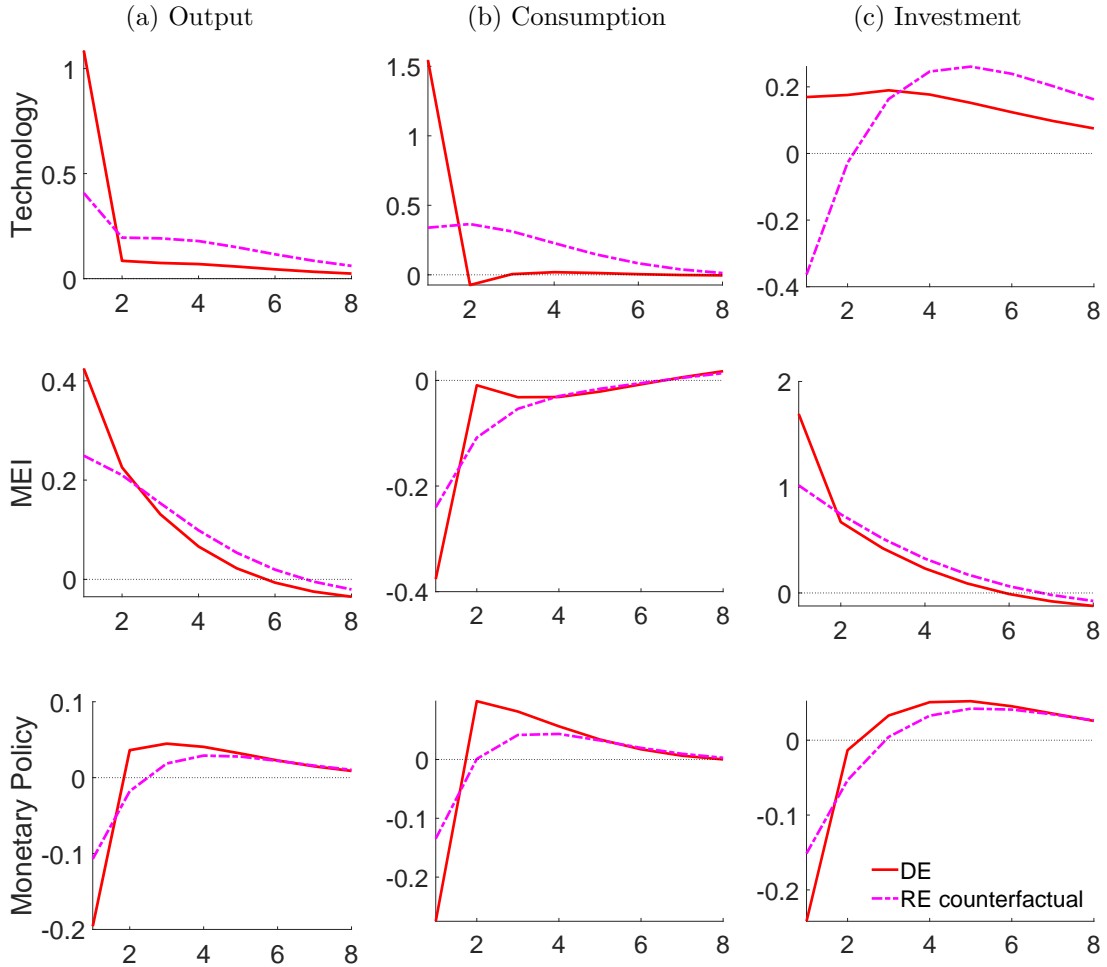 (a) Output
(b) Consumption
(c) Investment
Technology
1
0.5
0
2 4 6 8
1.5
1
0.5
0
2 4 6 8
0.2
0
-0.2
-0.4
2 4 6 8
MEI
0.4
0.2
0
2 4 6 8
0
-0.2
-0.4
2 4 6 8
2
1
0
2 4 6 8
Monetary Policy
0.1
0
-0.1
-0.2
2 4 6 8
0
-0.1
-0.2
2 4 6 8
0
-0.1
-0.2
2 4 6 8
DE
RE counterfactual